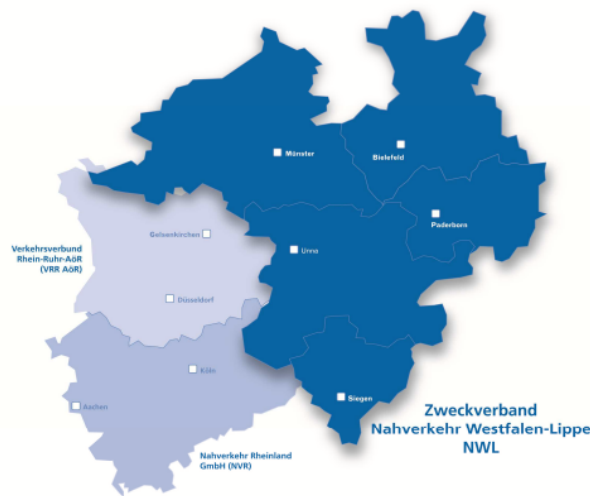 Münster
Bielefeld
Paderborn
Gelsenkirchen
Unna
Verkehrsverbund
Rhein-Ruhr-AöR
(VRR AöR)
Düsseldorf
Köln
Aachen
Siegen
Zweckverband
Nahverkehr Westfalen-Lippe
NWL
Nahverkehr Rheinland
GmbH (NVR)